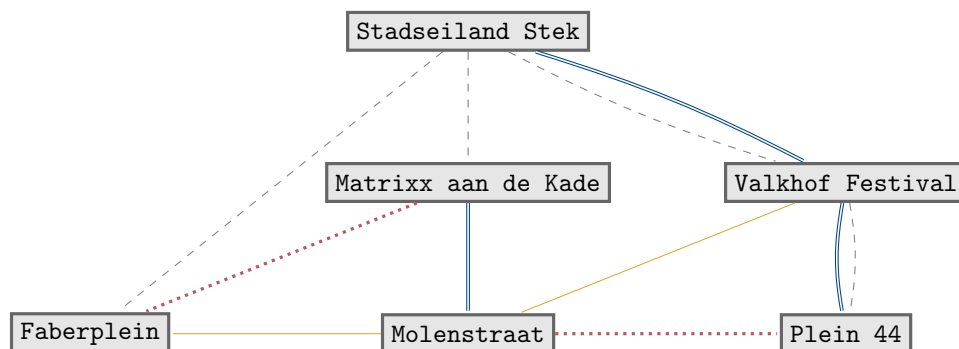 Stadseiland Stek
Matrixx aan de Kade
Valkhof Festival
Faberplein
Molenstraat
Plein 44